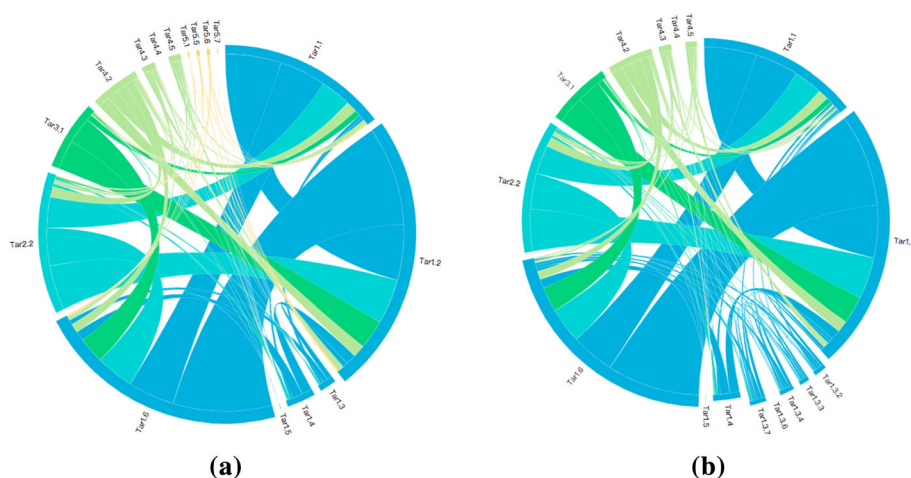 Tar5.7
Tar5.6
Tar5.5
Tar5.1
Tar4.5
Tar4.4
Tar4.3
Tar4.2
Tar3.1
Tar2.2
Tar1.6
Tar1.5
Tar1.4
Tar1.3
Tar1.2
Tar1.1
(a)
Tar4.5
Tar4.4
Tar4.3
Tar4.2
Tar3.1
Tar2.2
Tar1.6
Tar1.5
Tar1.4
Tar1.3.7
Tar1.3.6
Tar1.3.4
Tar1.3.3
Tar1.3.2
Tar1.
Tar1.1
(b)